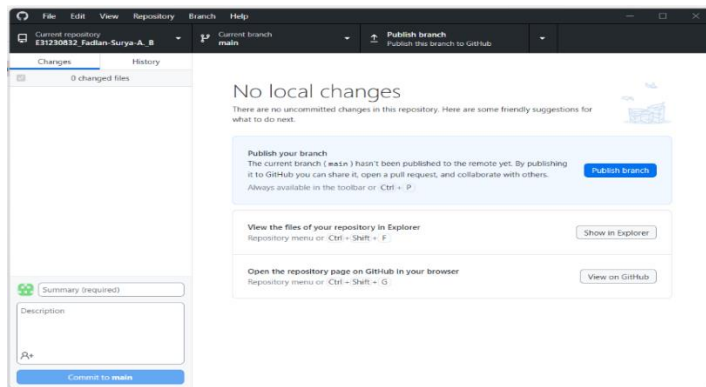 File Edit View Repository Branch Help
Current repository
E31230832_Fadlan-Surya-A._B
Current branch
main
Publish branch
Publish this branch to GitHub
Changes History
0 changed files
No local changes
There are no uncommitted changes in this repository. Here are some friendly suggestions for
what to do next.
Publish your branch
The current branch (main) hasn't been published to the remote yet. By publishing
it to GitHub you can share it, open a pull request, and collaborate with others.
Always available in the toolbar or Ctrl + P
Publish branch
View the files of your repository in Explorer
Repository menu or Ctrl + Shift + F
Show in Explorer
Open the repository page on GitHub in your browser
Repository menu or Ctrl + Shift + G
View on GitHub
Summary (required)
Description
Commit to main